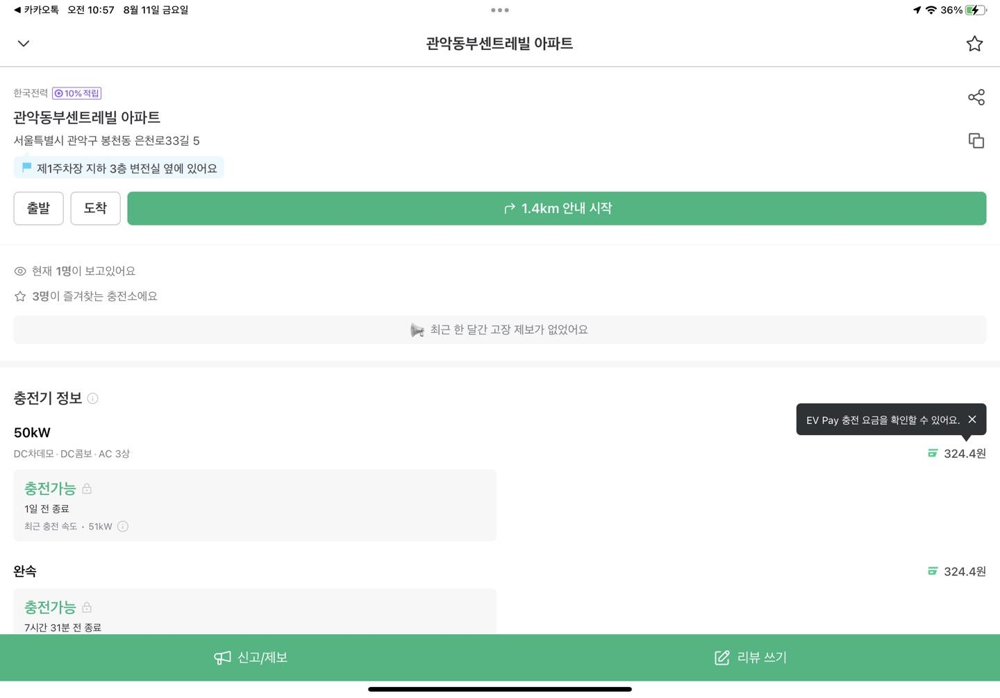 ◀ 카카오톡 오전 10:57 8월 11일 금요일 36%
관악동부센트레빌 아파트
한국전력 10% 적립
관악동부센트레빌 아파트
서울특별시 관악구 봉천동 은천로33길 5
제1주차장 지하 3층 변전실 옆에 있어요
출발 도착 1.4km 안내 시작
현재 1명이 보고있어요
3명이 즐겨찾는 충전소에요
최근 한 달간 고장 제보가 없었어요
충전기 정보
EV Pay 충전 요금을 확인할 수 있어요.
50kW
DC차데모 · DC콤보 · AC 3상 324.4원
충전가능
1일 전 종료
최근 충전 속도 • 51kW
완속 324.4원
충전가능
7시간 31분 전 종료
신고/제보 리뷰 쓰기